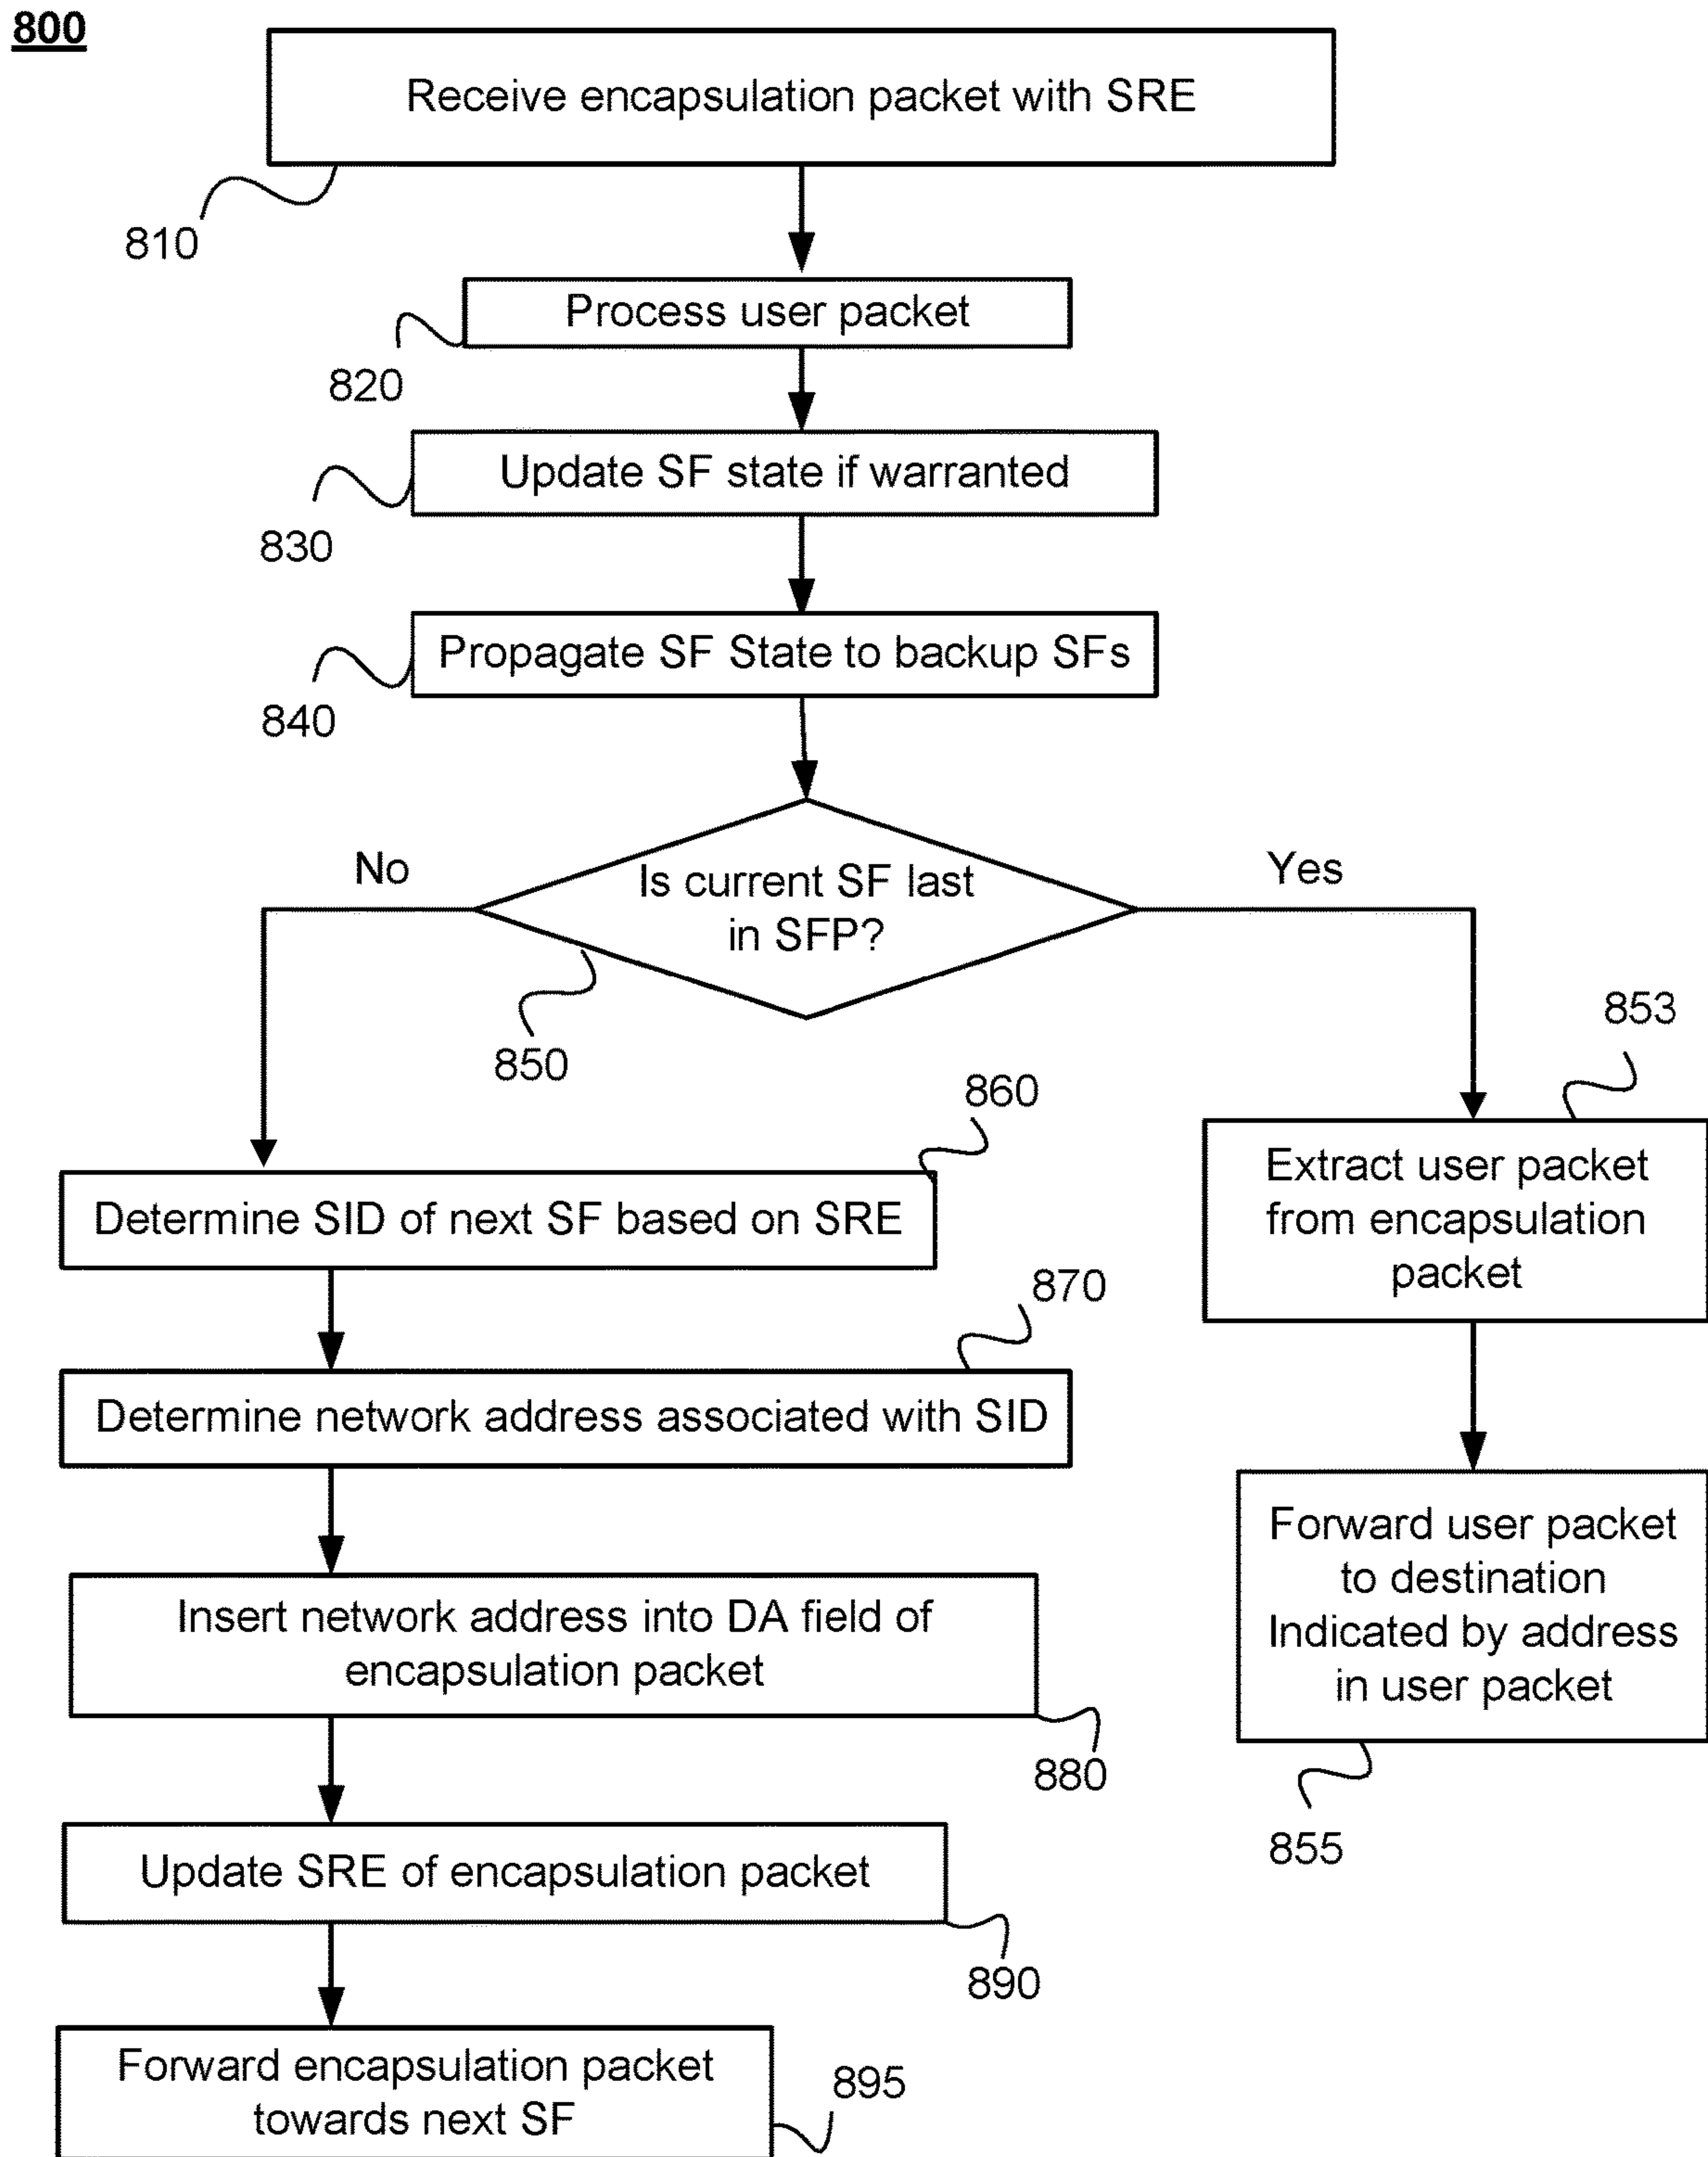 800
Receive encapsulation packet with SRE
810
Process user packet
820
Update SF state if warranted
830
Propagate SF State to backup SFs
840
No
Is current SF last
in SFP?
Yes
850
853
860
Extract user packet
from encapsulation
packet
Determine SID of next SF based on SRE
870
Determine network address associated with SID
Forward user packet
to destination
Indicated by address
in user packet
Insert network address into DA field of
encapsulation packet
880
855
Update SRE of encapsulation packet
890
Forward encapsulation packet
towards next SF
895